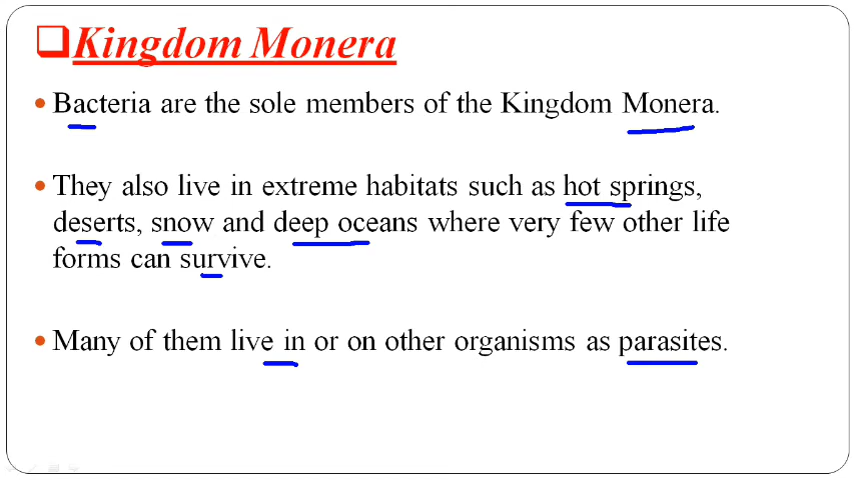 Kingdom Monera
• Bacteria are the sole members of the Kingdom Monera.
• They also live in extreme habitats such as hot springs,
deserts, snow and deep oceans where very few other life
forms can survive.
• Many of them live in or on other organisms as parasites.